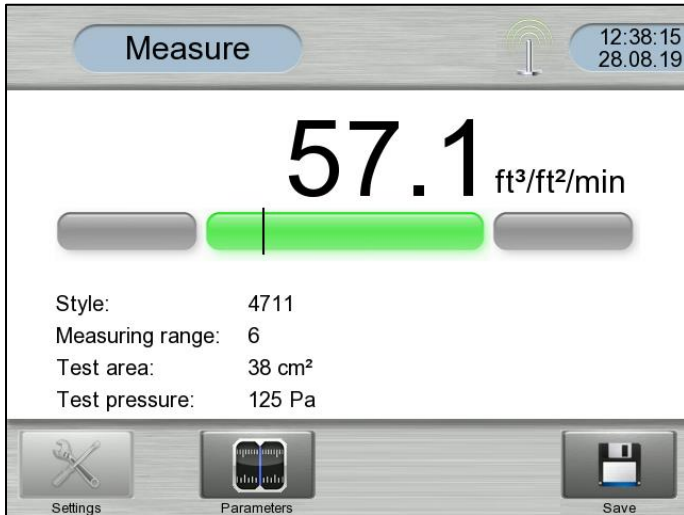 Measure
12:38:15
28.08.19
57.1 ft³/ft²/min
Style: 4711
Measuring range: 6
Test area: 38 cm²
Test pressure: 125 Pa
Settings Parameters Save